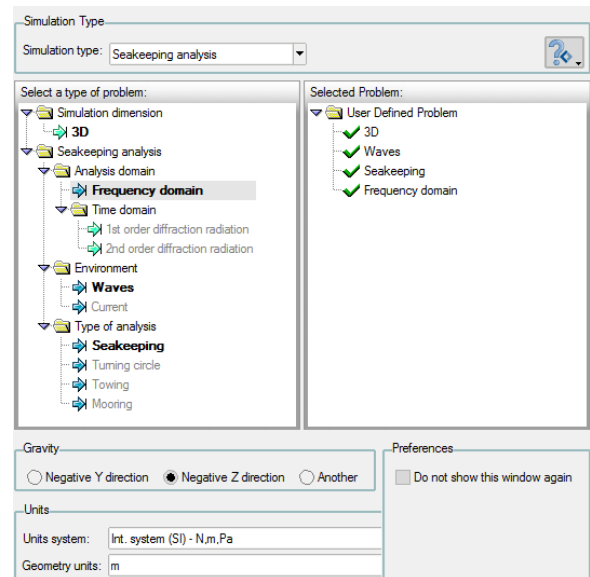 Simulation Type
Simulation type: Seakeeping analysis
Select a type of problem:
Simulation dimension
3D
Seakeeping analysis
Analysis domain
Frequency domain
Time domain
1st order diffraction radiation
2nd order diffraction radiation
Environment
Waves
Current
Type of analysis
Seakeeping
Turning circle
Towing
Mooring
Selected Problem:
User Defined Problem
3D
Waves
Seakeeping
Frequency domain
Gravity
Negative Y direction Negative Z direction Another
Preferences
Do not show this window again
Units
Units system: Int. system (SI) - N,m,Pa
Geometry units: m